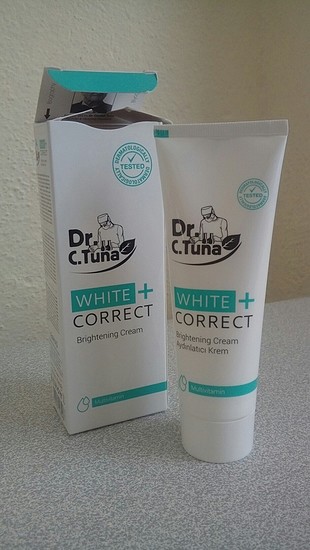 DERMATOLOGICALLY
TESTED
DERMATOLOGICALLY
Dr.
C.Tuna
WHITE +
CORRECT
Brightening Cream
Multivitamin
TESTED
Dr.
C.Tuna
WHITE +
CORRECT
Brightening Cream
Aydınlatıcı Krem
Multivitamin